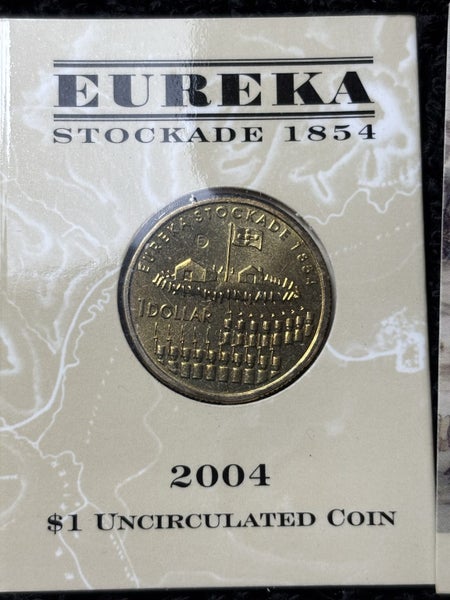 EUREKA
STOCKADE 1854
EUREKA STOCKADE 1854
1 DOLLAR
2004
$1 UNCIRCULATED COIN